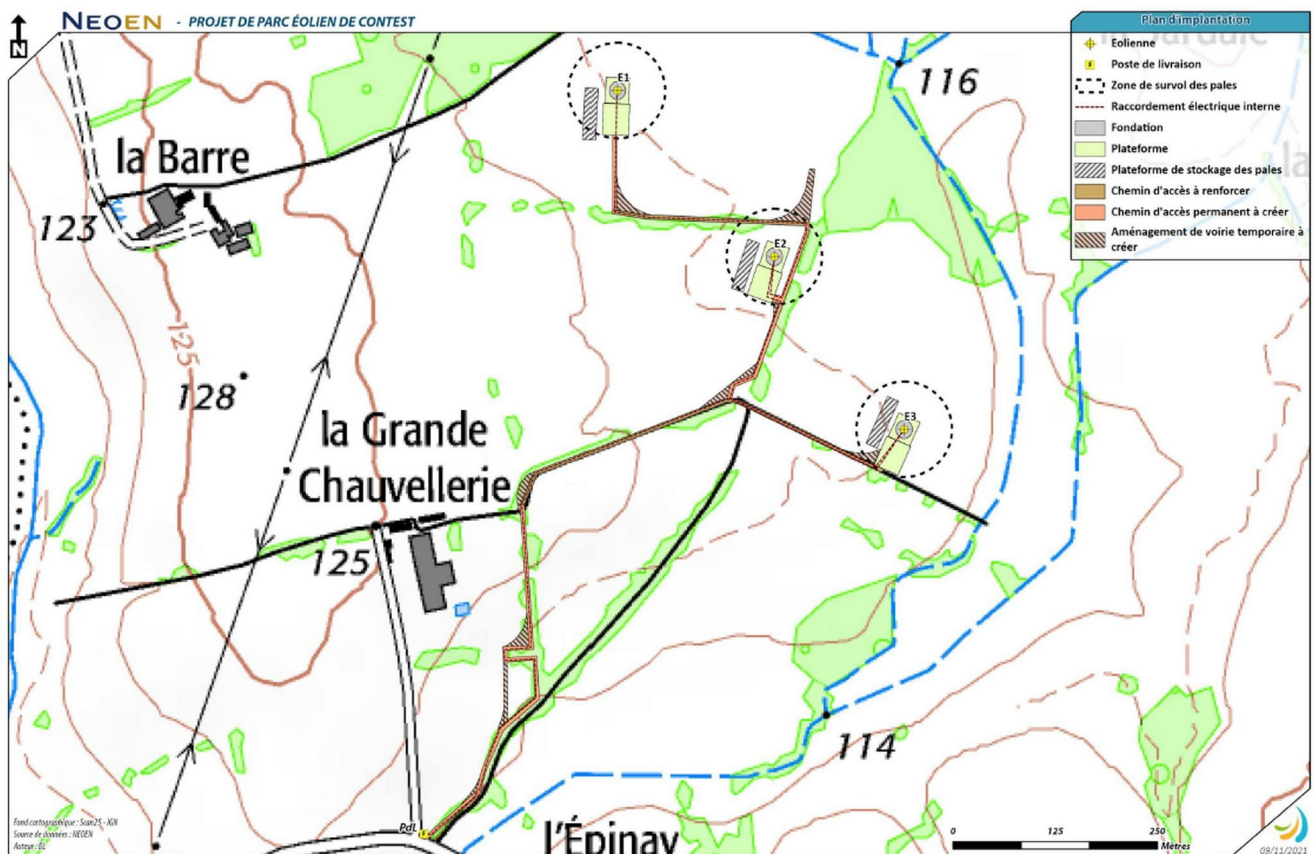 N
NEOEN - PROJET DE PARC ÉOLIEN DE CONTEST
Plan d'implantation
Eolienne
Poste de livraison
Zone de survol des pales
Raccordement électrique interne
Fondation
Plateforme
Plateforme de stockage des pales
Chemin d'accès à renforcer
Chemin d'accès permanent à créer
Aménagement de voirie temporaire à
créer
E1
116
la Barre
123
E2
125
128
E3
la Grande
Chauvellerie
125
114
PdL
l'Épinay
0 125 250
Mètres
Fond cartographique : Scan25 - IGN
Source de données : NEOEN
Auteur : BL
09/11/2021